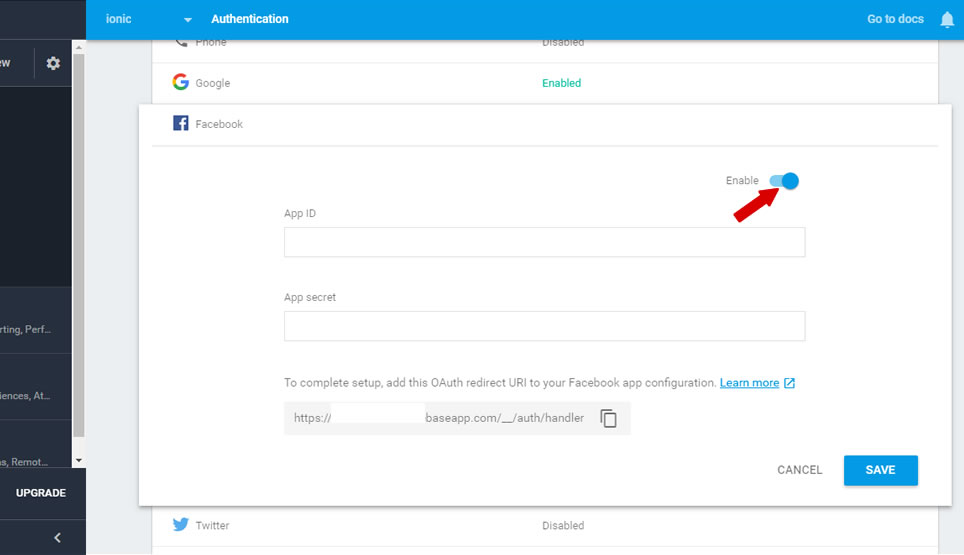 ionic Authentication Go to docs
Phone Disabled
ew
Google Enabled
Facebook
Enable
App ID
App secret
rting, Perf...
To complete setup, add this OAuth redirect URI to your Facebook app configuration. Learn more
iences, At...
https:// baseapp.com/__/auth/handler
s, Remot...
CANCEL SAVE
UPGRADE
Twitter Disabled